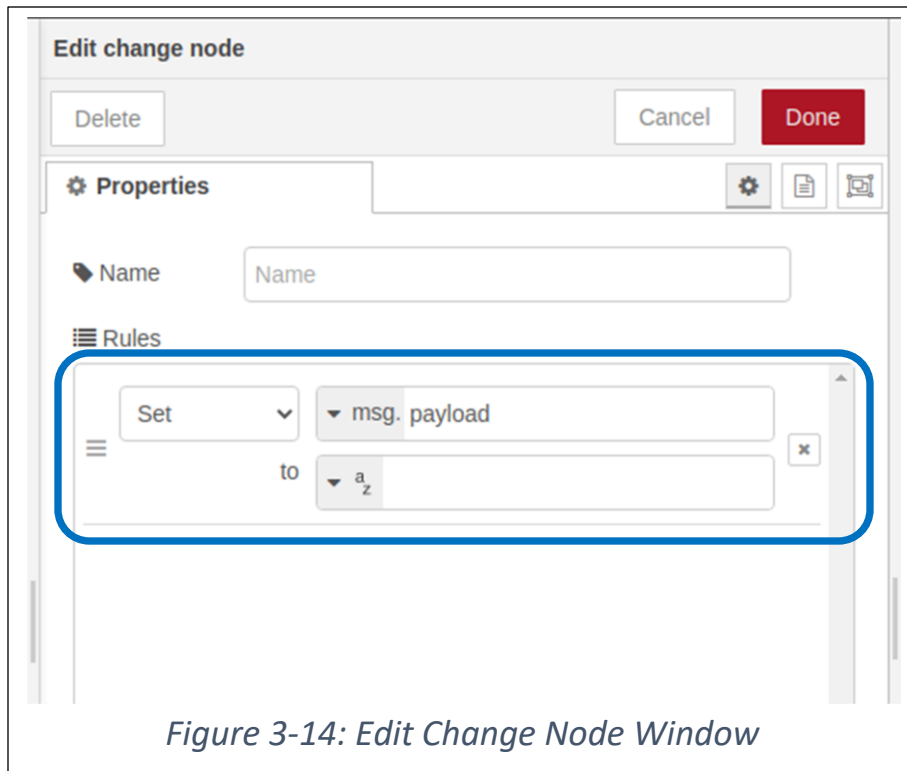 Edit change node
Delete Cancel Done
Properties
Name Name
Rules
Set msg. payload
to az
Figure 3-14: Edit Change Node Window